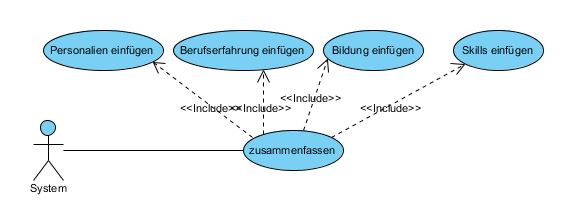 Personalien einfügen
Berufserfahrung einfügen
Bildung einfügen
Skills einfügen
<<Include>>
<<Include>>
<<Include>>
<<Include>>
zusammenfassen
System